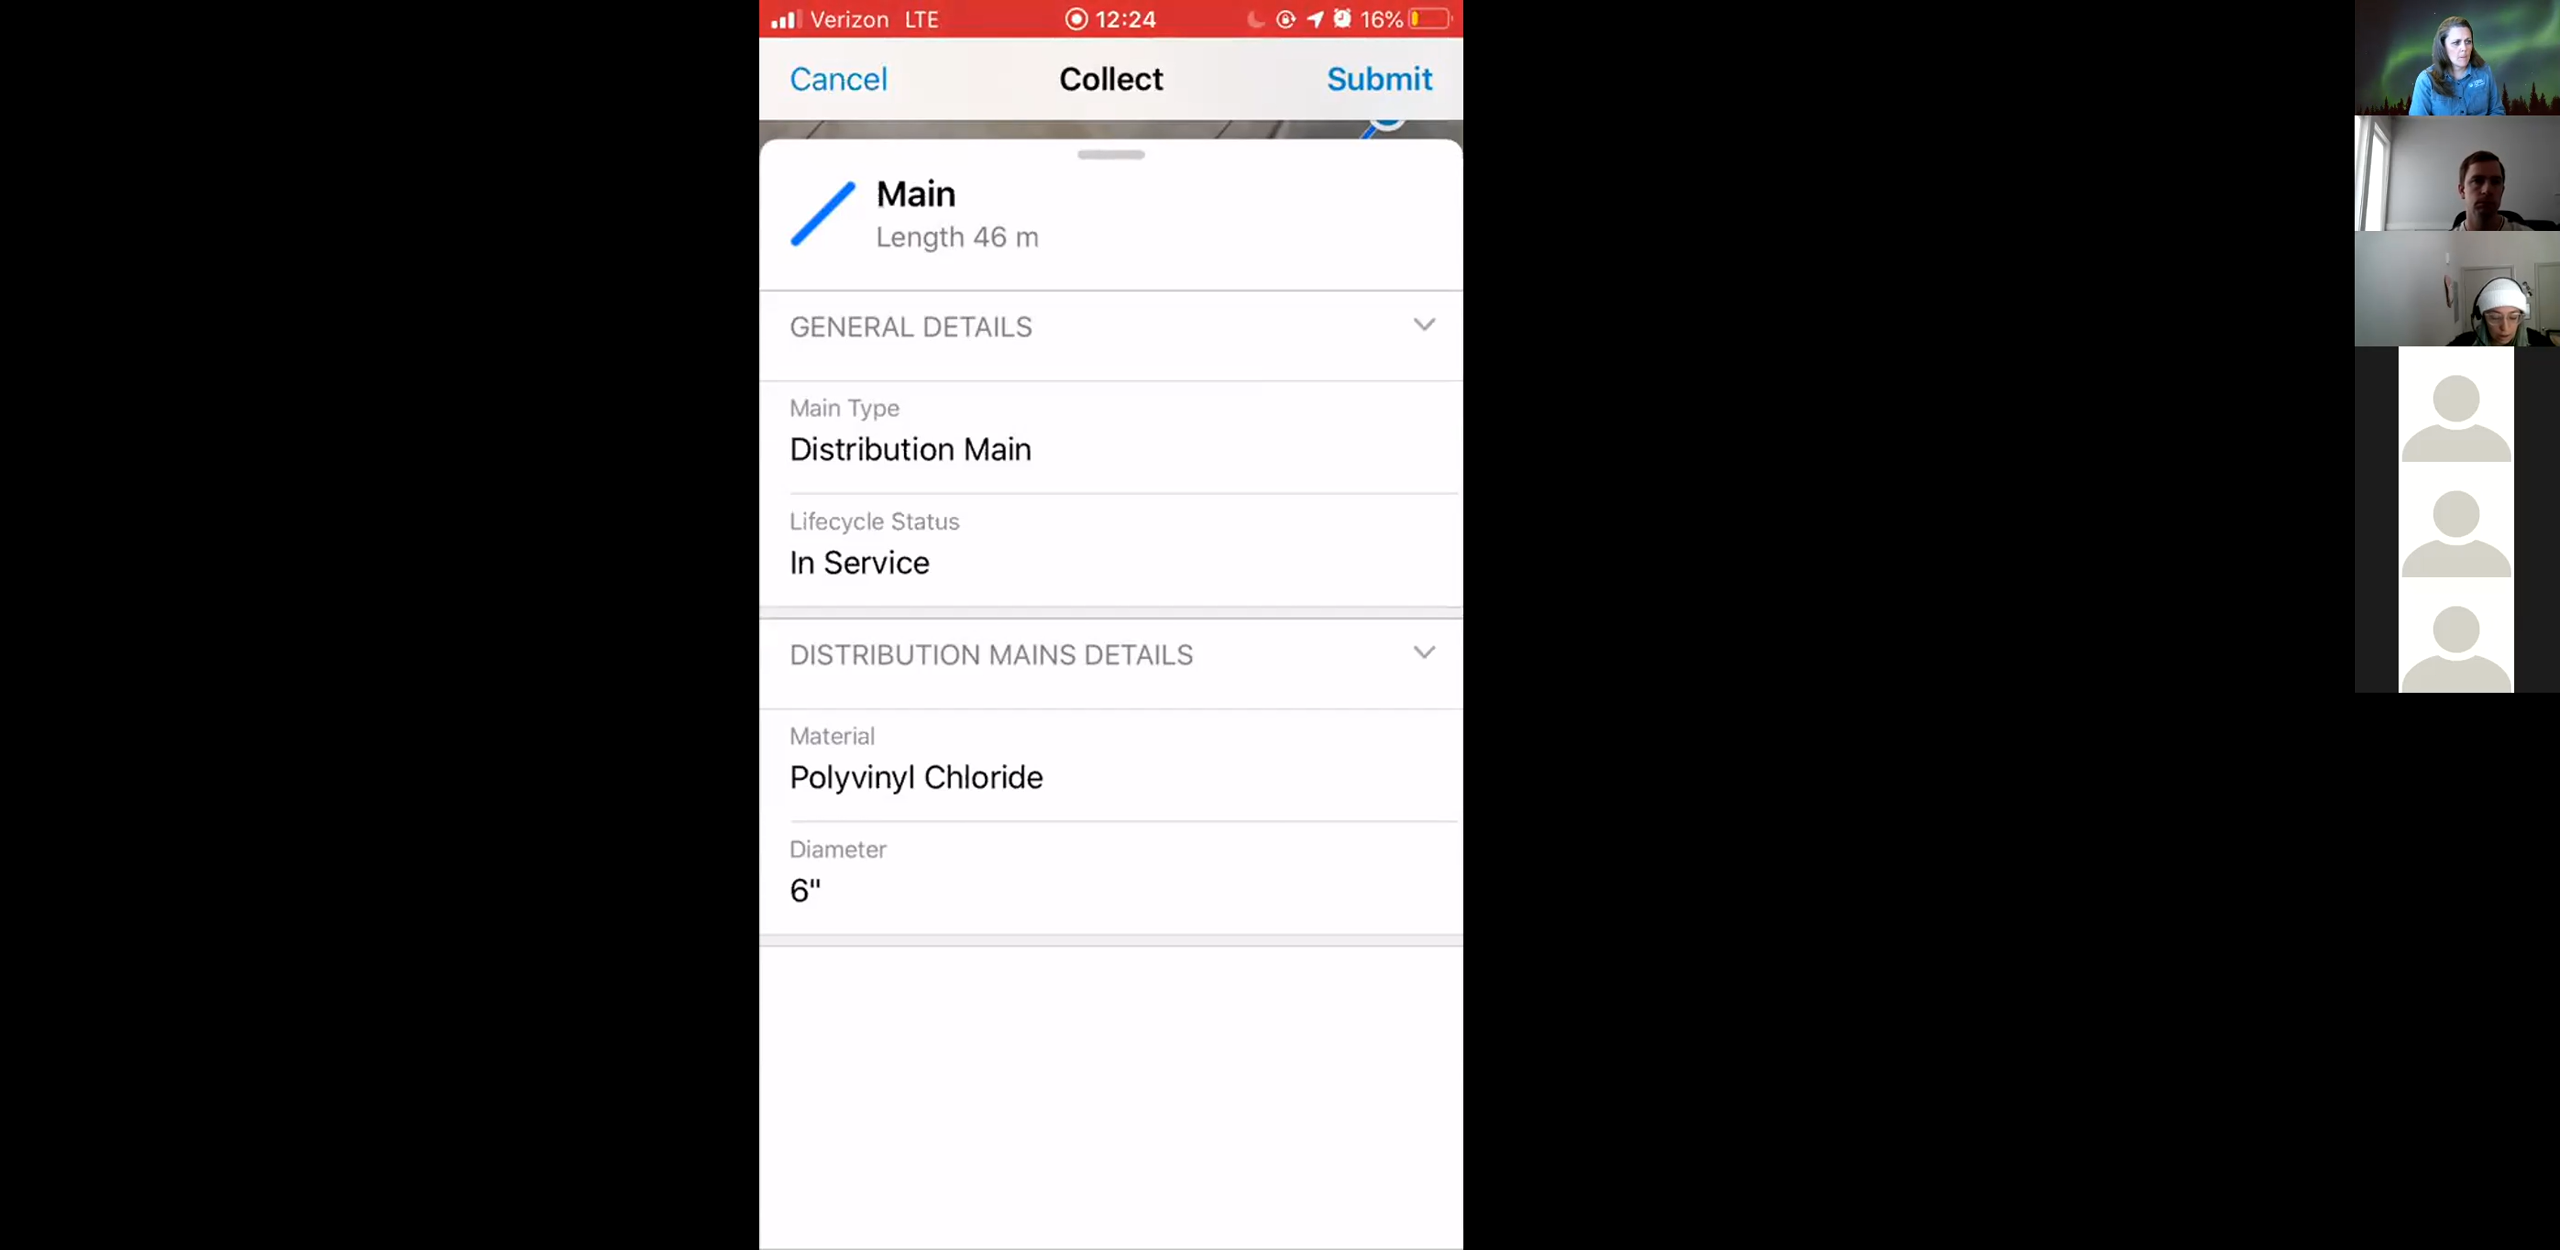 Verizon LTE 12:24 16%
Cancel Collect Submit
Main
Length 46 m
GENERAL DETAILS
Main Type
Distribution Main
Lifecycle Status
In Service
DISTRIBUTION MAINS DETAILS
Material
Polyvinyl Chloride
Diameter
6"